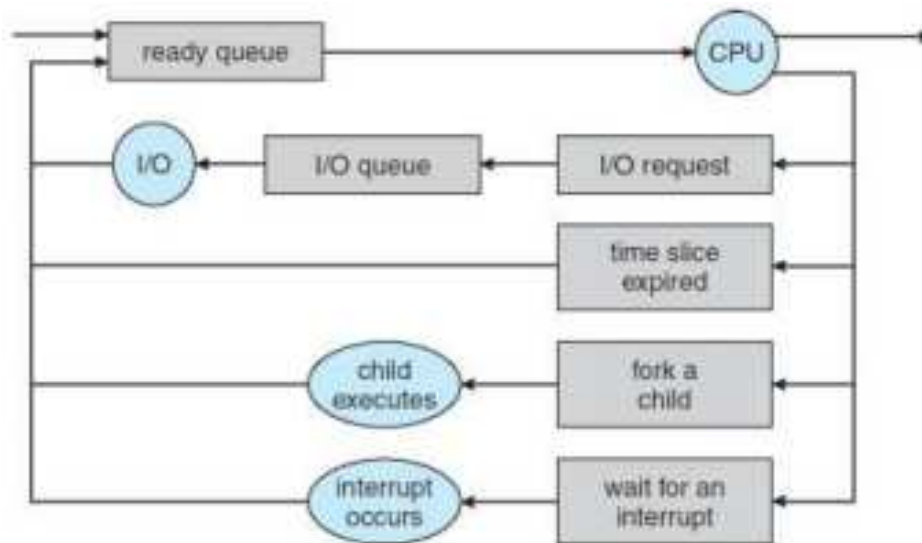 ready queue
CPU
I/O
I/O queue
I/O request
time slice
expired
child
executes
fork a
child
interrupt
occurs
wait for an
interrupt